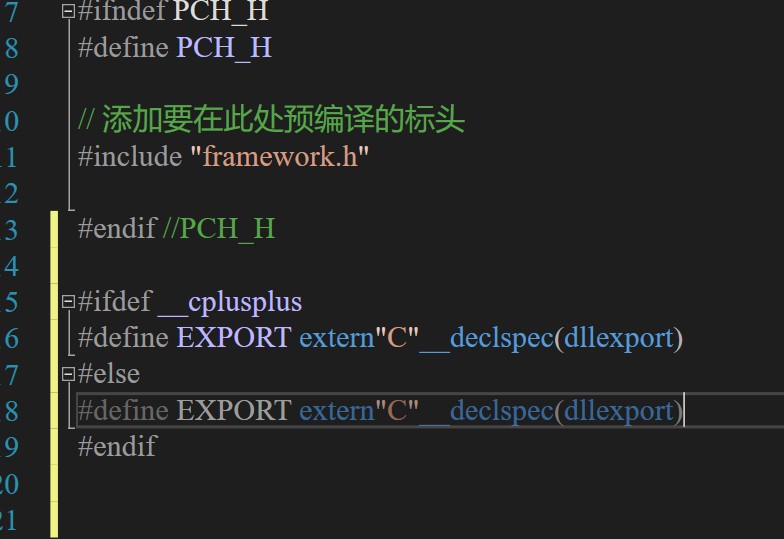 7 #ifndef PCH_H
8 #define PCH_H
9
0 // 添加要在此处预编译的标头
1 #include "framework.h"
2
3 #endif //PCH_H
4
5 #ifdef __cplusplus
6 #define EXPORT extern"C"__declspec(dllexport)
7 #else
8 #define EXPORT extern"C"__declspec(dllexport)
9 #endif
20
21